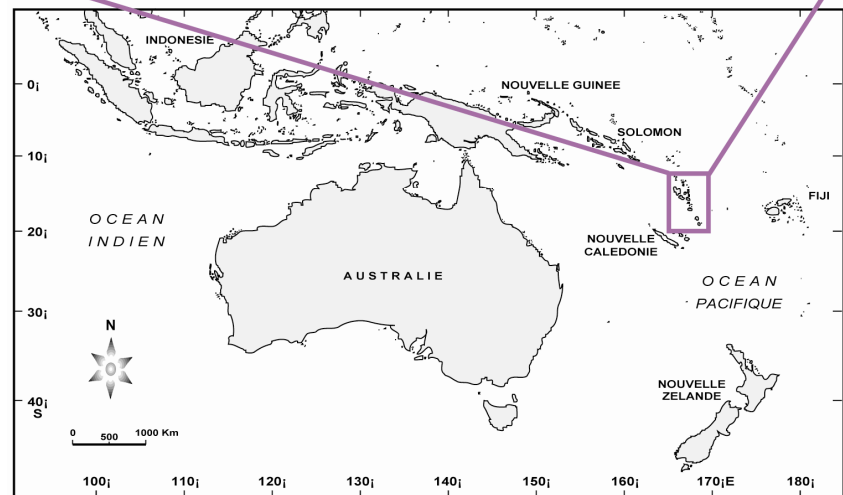 INDONESIE
0¡
NOUVELLE GUINEE
SOLOMON
10¡
FIJI
OCEAN
INDIEN
20¡
NOUVELLE
CALEDONIE
AUSTRALIE
OCEAN
PACIFIQUE
30¡
N
NOUVELLE
ZELANDE
40¡
S
0 500 1000 Km
100¡ 110¡ 120¡ 130¡ 140¡ 150¡ 160¡ 170¡E 180¡